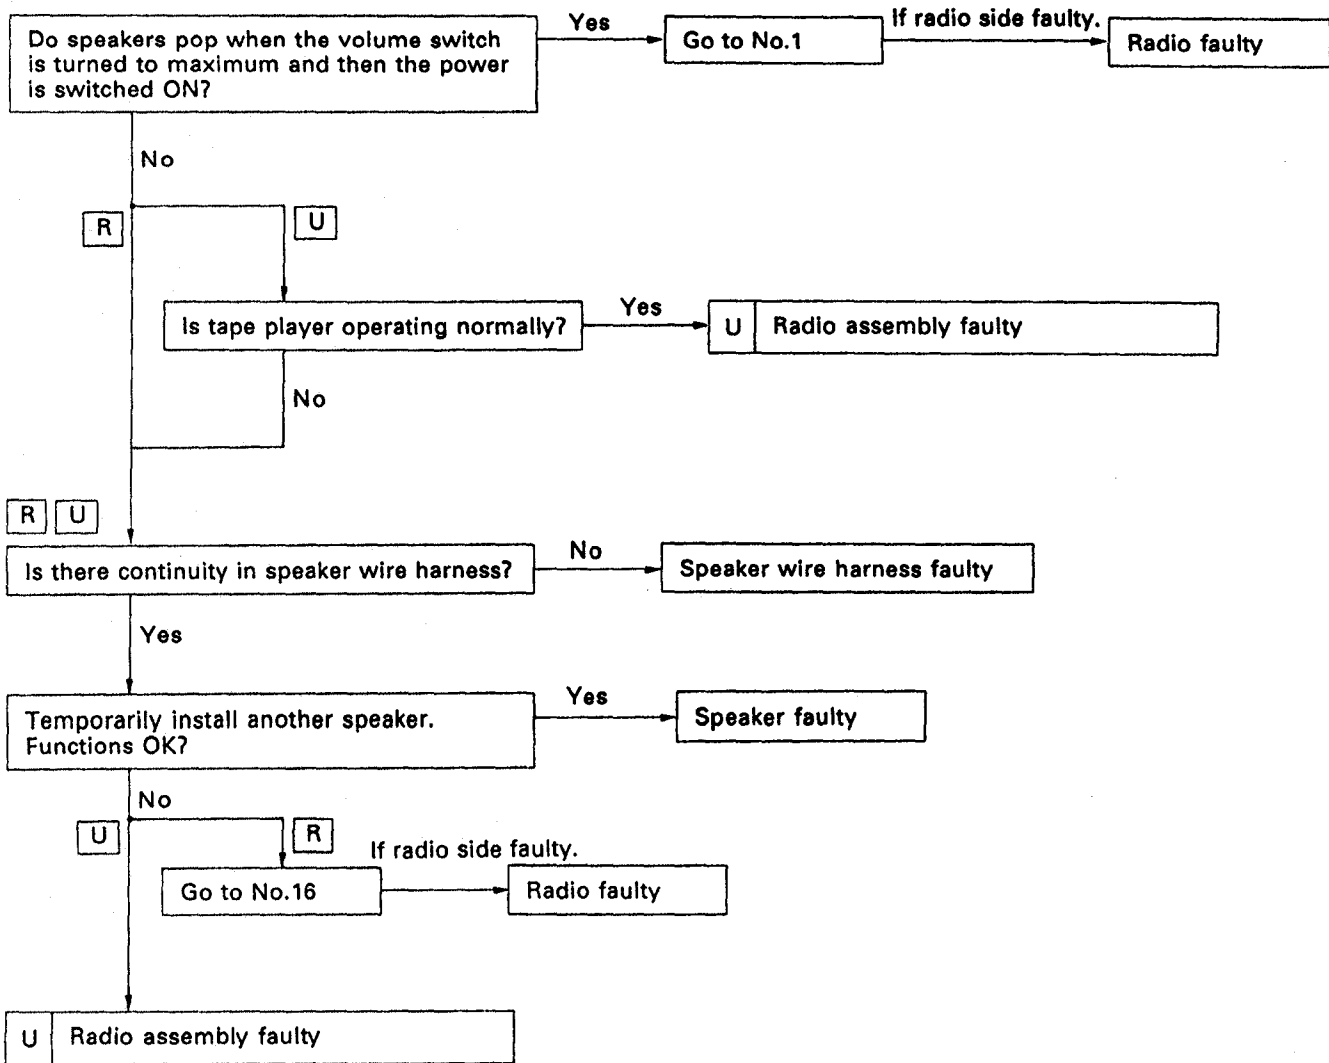 Do speakers pop when the volume switch
is turned to maximum and then the power
is switched ON?
Yes
Go to No.1
If radio side faulty.
Radio faulty
No
R
U
Is tape player operating normally?
Yes
U
Radio assembly faulty
No
R
U
Is there continuity in speaker wire harness?
No
Speaker wire harness faulty
Yes
Temporarily install another speaker.
Functions OK?
Yes
Speaker faulty
No
U
R
Go to No.16
If radio side faulty.
Radio faulty
U
Radio assembly faulty